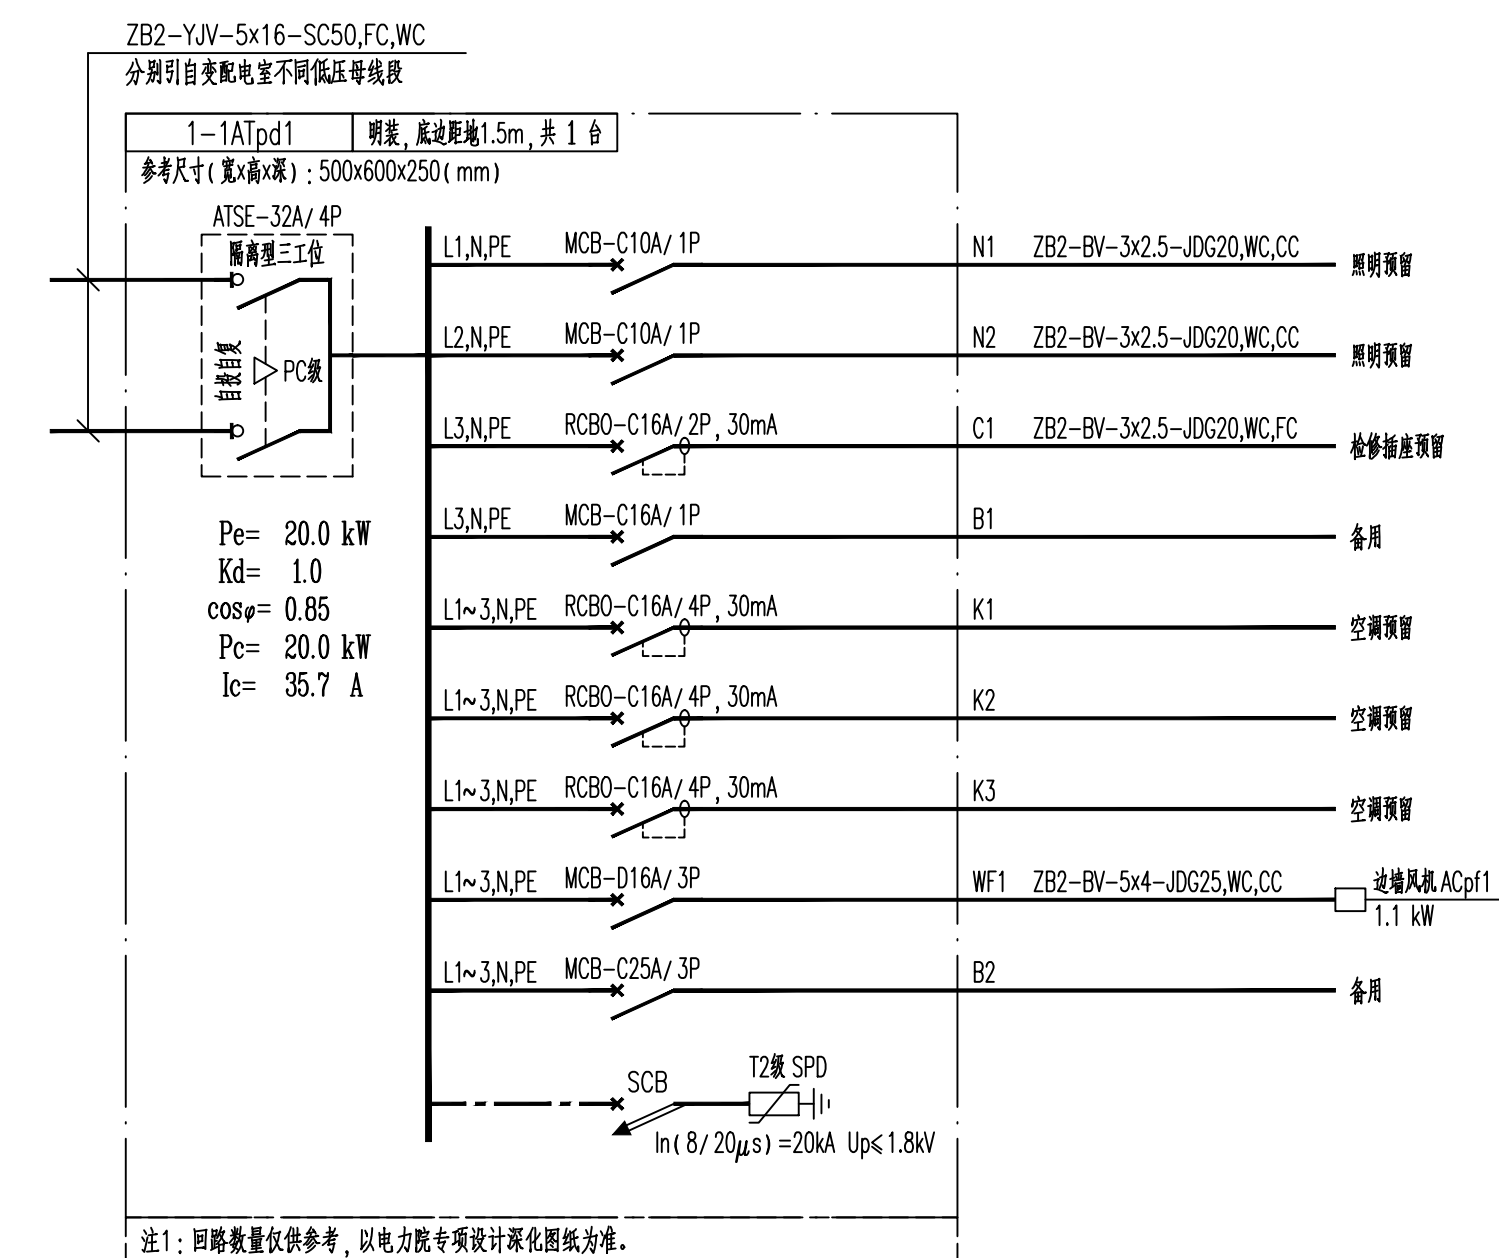 ZB2-YJV-5x16-SC50,FC,WC
分别引自变配电室不同低压母线段
1-1ATpd1 明装,底边距地1.5m,共 1 台
参考尺寸(宽x高x深):500x600x250(mm)
ATSE-32A/4P
隔离型三工位
自投自复
PC级
Pe= 20.0 kW
Kd= 1.0
cosφ= 0.85
Pc= 20.0 kW
Ic= 35.7 A
L1,N,PE MCB-C10A/1P N1 ZB2-BV-3x2.5-JDG20,WC,CC 照明预留
L2,N,PE MCB-C10A/1P N2 ZB2-BV-3x2.5-JDG20,WC,CC 照明预留
L3,N,PE RCBO-C16A/2P,30mA C1 ZB2-BV-3x2.5-JDG20,WC,FC 检修插座预留
L3,N,PE MCB-C16A/1P B1 备用
L1~3,N,PE RCBO-C16A/4P,30mA K1 空调预留
L1~3,N,PE RCBO-C16A/4P,30mA K2 空调预留
L1~3,N,PE RCBO-C16A/4P,30mA K3 空调预留
L1~3,N,PE MCB-D16A/3P WF1 ZB2-BV-5x4-JDG25,WC,CC 边墙风机ACpf1
1.1 kW
L1~3,N,PE MCB-C25A/3P B2 备用
SCB T2级 SPD
In(8/20μs)=20kA Up≤1.8kV
注1:回路数量仅供参考,以电力院专项设计深化图纸为准。